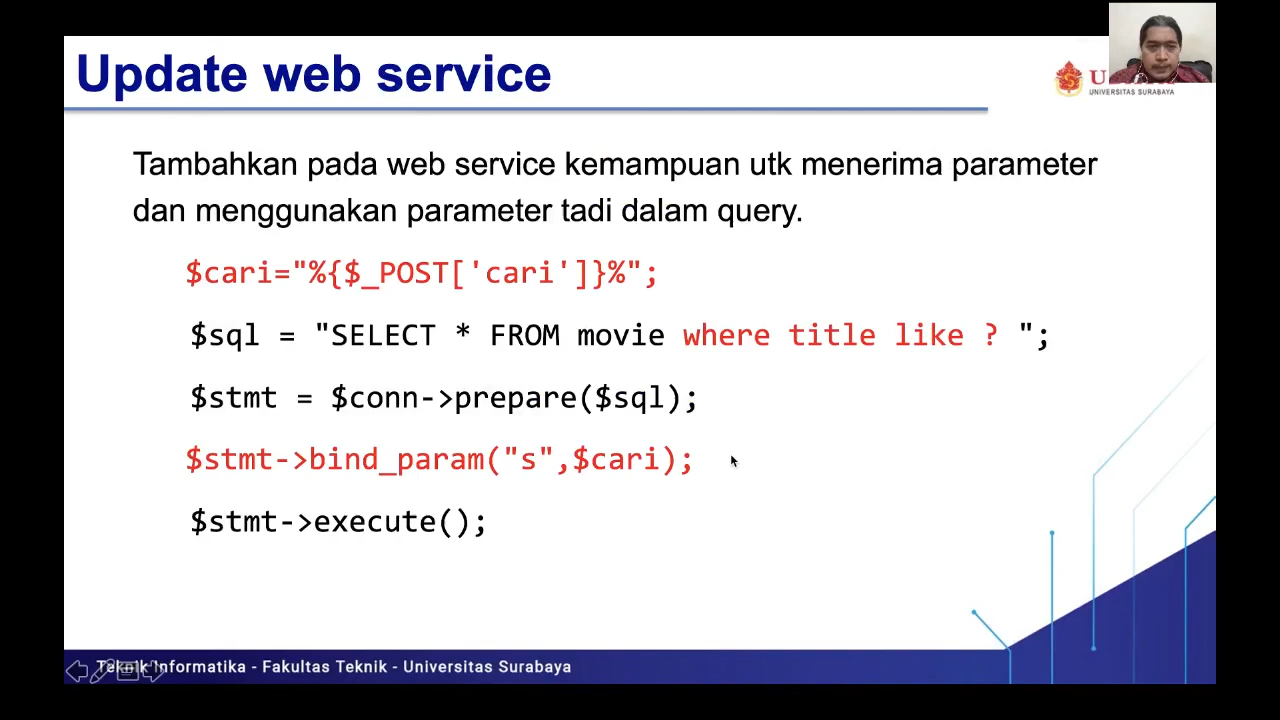 Update web service
UNIVERSITAS SURABAYA
Tambahkan pada web service kemampuan utk menerima parameter
dan menggunakan parameter tadi dalam query.
$cari="%{$_POST['cari']}%";
$sql = "SELECT * FROM movie where title like ? ";
$stmt = $conn->prepare($sql);
$stmt->bind_param("s",$cari);
$stmt->execute();
Teknik Informatika - Fakultas Teknik - Universitas Surabaya